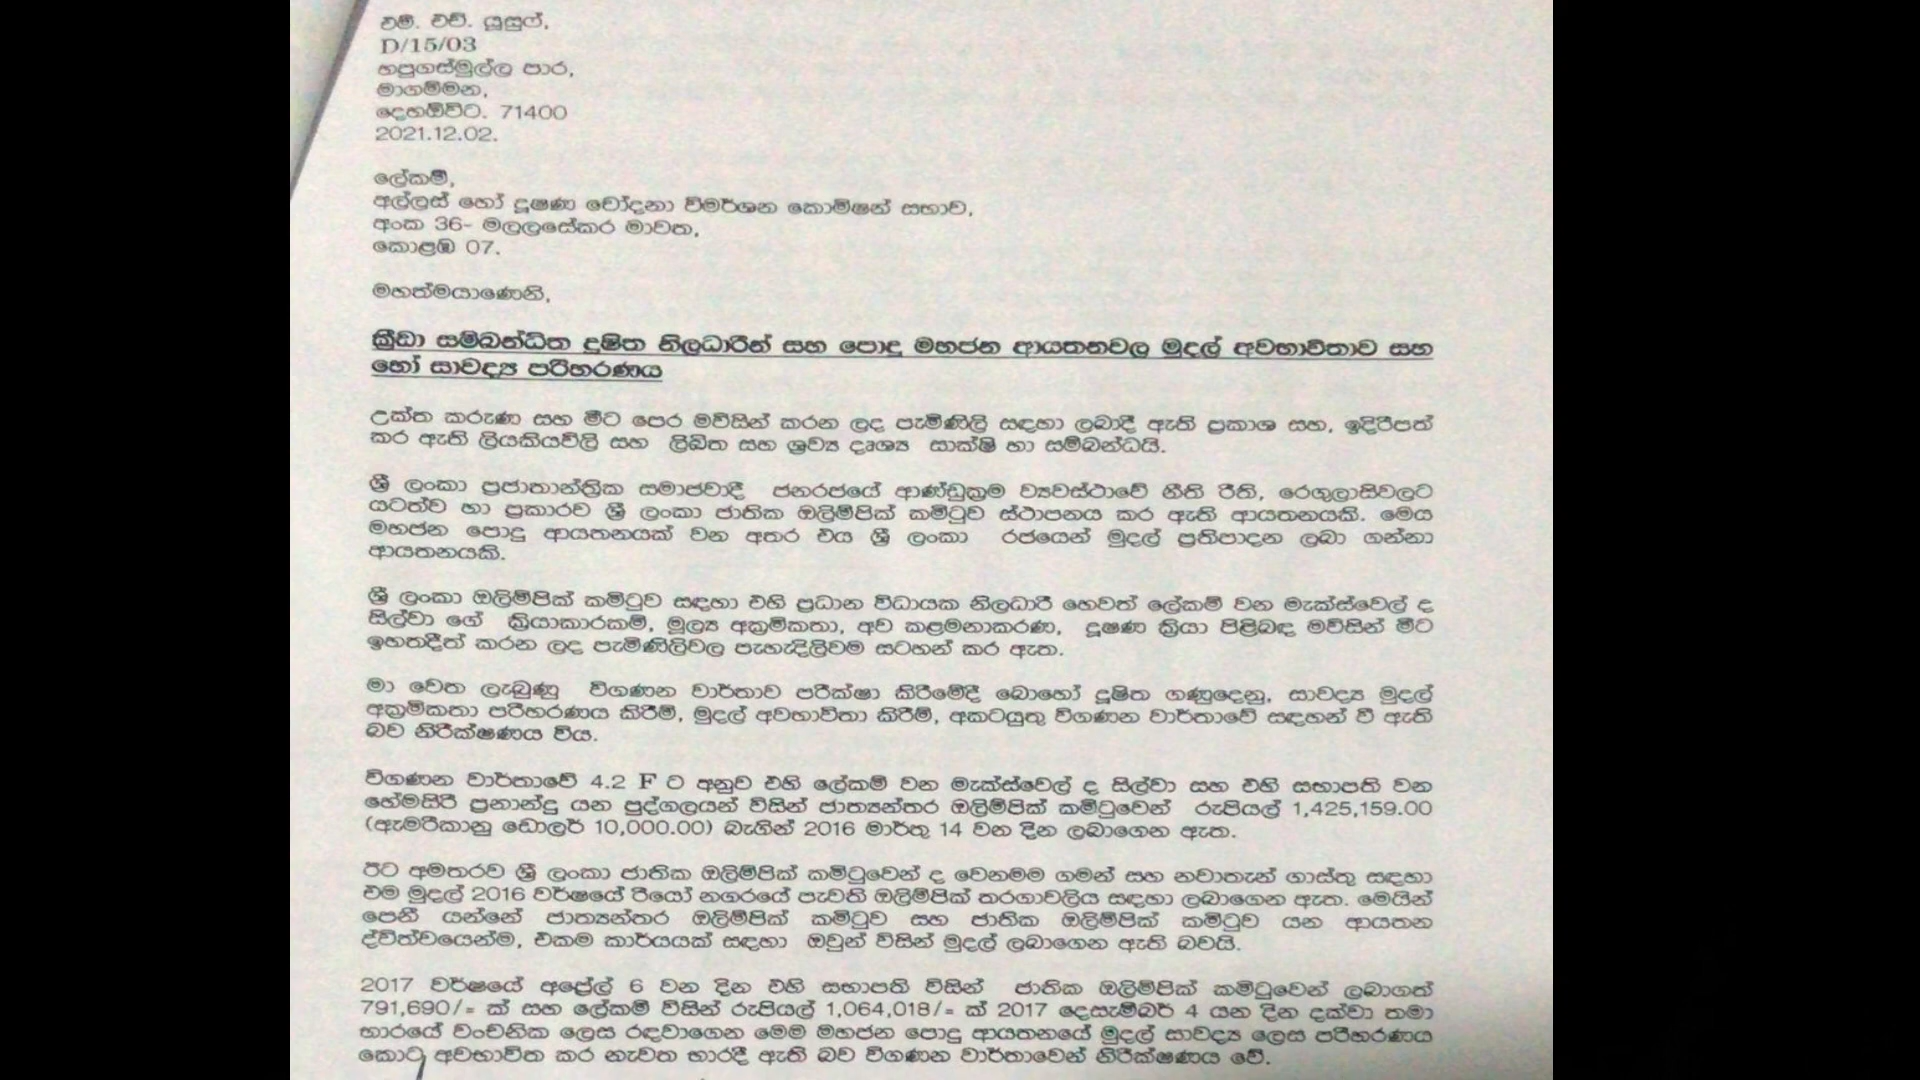 එම්. එච්. යූසුෆ්,
D/15/03
හපුගස්මුල්ල පාර,
මාගම්මන,
දෙහිඕවිට. 71400
2021.12.02.
ලේකම්,
අල්ලස් හෝ දූෂණ චෝදනා විමර්ශන කොමිෂන් සභාව,
අංක 36- මලලසේකර මාවත,
කොළඹ 07.
මහත්මයාණෙනි,
ක්‍රීඩා සම්බන්ධිත දූෂිත නිලධාරීන් සහ පොදු මහජන ආයතනවල මුදල් අවභාවිතාව සහ
හෝ සාවද්‍ය පරිහරණය
උක්ත කරුණ සහ මීට පෙර මවිසින් කරන ලද පැමිණිලි සඳහා ලබාදී ඇති ප්‍රකාශ සහ, ඉදිරිපත්
කර ඇති ලියකියවිලි සහ ලිඛිත සහ ශ්‍රව්‍ය දෘශ්‍ය සාක්ෂි හා සම්බන්ධයි.
ශ්‍රී ලංකා ප්‍රජාතාන්ත්‍රික සමාජවාදී ජනරජයේ ආණ්ඩුක්‍රම ව්‍යවස්ථාවේ නීති රීති, රෙගුලාසිවලට
යටත්ව හා ප්‍රකාරව ශ්‍රී ලංකා ජාතික ඔලිම්පික් කමිටුව ස්ථාපනය කර ඇති ආයතනයකි. මෙය
මහජන පොදු ආයතනයක් වන අතර එය ශ්‍රී ලංකා රජයෙන් මුදල් ප්‍රතිපාදන ලබා ගන්නා
ආයතනයකි.
ශ්‍රී ලංකා ඔලිම්පික් කමිටුව සඳහා එහි ප්‍රධාන විධායක නිලධාරී හෙවත් ලේකම් වන මැක්ස්වෙල් ද
සිල්වා ගේ ක්‍රියාකාරකම්, මූල්‍ය අක්‍රමිකතා, අව කළමනාකරණ, දූෂණ ක්‍රියා පිළිබඳ මවිසින් මීට
ඉහතදීත් කරන ලද පැමිණිලිවල පැහැදිලිවම සටහන් කර ඇත.
මා වෙත ලැබුණු විගණන වාර්තාව පරීක්ෂා කිරීමේදී බොහෝ දූෂිත ගණුදෙනු, සාවද්‍ය මුදල්
අක්‍රමිකතා පරිහරණය කිරීම්, මුදල් අවභාවිතා කිරීම්, අකටයුතු විගණන වාර්තාවේ සඳහන් වී ඇති
බව නිරීක්ෂණය විය.
විගණන වාර්තාවේ 4.2 F ට අනුව එහි ලේකම් වන මැක්ස්වෙල් ද සිල්වා සහ එහි සභාපති වන
හේමසිරි ප්‍රනාන්දු යන පුද්ගලයන් විසින් ජාත්‍යන්තර ඔලිම්පික් කමිටුවෙන් රුපියල් 1,425,159.00
(ඇමරිකානු ඩොලර් 10,000.00) බැගින් 2016 මාර්තු 14 වන දින ලබාගෙන ඇත.
ඊට අමතරව ශ්‍රී ලංකා ජාතික ඔලිම්පික් කමිටුවෙන් ද වෙනමම ගමන් සහ නවාතැන් ගාස්තු සඳහා
එම මුදල් 2016 වර්ෂයේ රියෝ නගරයේ පැවති ඔලිම්පික් තරගාවලිය සඳහා ලබාගෙන ඇත. මෙයින්
පෙනී යන්නේ ජාත්‍යන්තර ඔලිම්පික් කමිටුව සහ ජාතික ඔලිම්පික් කමිටුව යන ආයතන
ද්විත්වයෙන්ම, එකම කාර්යයක් සඳහා ඔවුන් විසින් මුදල් ලබාගෙන ඇති බවයි.
2017 වර්ෂයේ අප්‍රේල් 6 වන දින එහි සභාපති විසින් ජාතික ඔලිම්පික් කමිටුවෙන් ලබාගත්
791,690/= ක් සහ ලේකම් විසින් රුපියල් 1,064,018/= ක් 2017 දෙසැම්බර් 4 යන දින දක්වා තමා
භාරයේ වංචනික ලෙස රඳවාගෙන මෙම මහජන පොදු ආයතනයේ මුදල් සාවද්‍ය ලෙස පරිහරණය
කොට අවභාවිත කර නැවත භාරදී ඇති බව විගණන වාර්තාවෙන් නිරීක්ෂණය වේ.